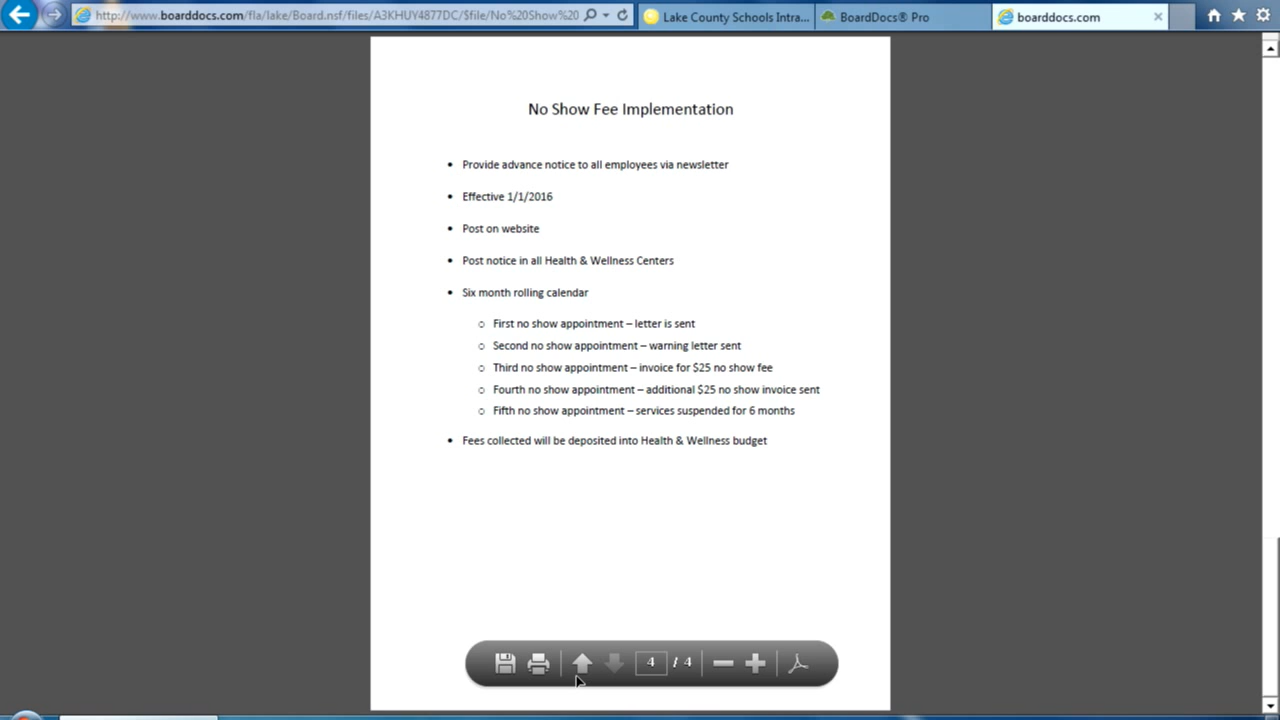 http://www.boarddocs.com/fla/lake/Board.nsf/files/A3KHUY4877DC/$file/No%20Show%20
Lake County Schools Intra...
BoardDocs® Pro
boarddocs.com
No Show Fee Implementation
• Provide advance notice to all employees via newsletter
• Effective 1/1/2016
• Post on website
• Post notice in all Health & Wellness Centers
• Six month rolling calendar
○ First no show appointment – letter is sent
○ Second no show appointment – warning letter sent
○ Third no show appointment – invoice for $25 no show fee
○ Fourth no show appointment – additional $25 no show invoice sent
○ Fifth no show appointment – services suspended for 6 months
• Fees collected will be deposited into Health & Wellness budget
4 / 4